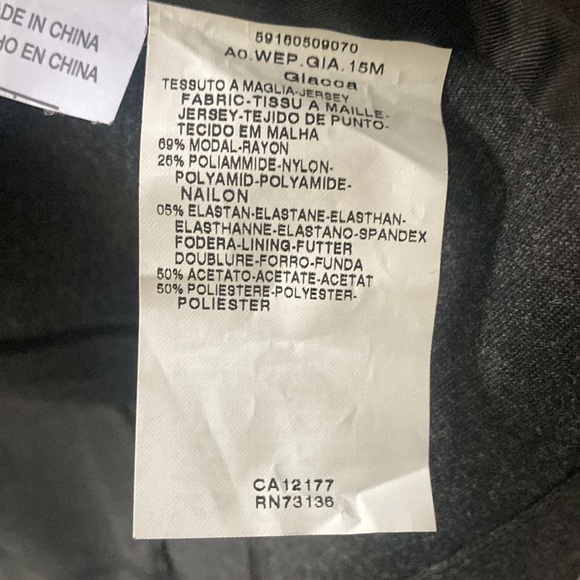 DE IN CHINA
HO EN CHINA
59160509070
Ao.WEP.GIA.15M
Giacca
TESSUTO A MAGLIA-JERSEY
FABRIC-TISSU A MAILLE-
JERSEY-TEJIDO DE PUNTO-
TECIDO EM MALHA
69% MODAL-RAYON
26% POLIAMMIDE-NYLON-
POLYAMID-POLYAMIDE-
NAILON
05% ELASTAN-ELASTANE-ELASTHAN-
ELASTHANNE-ELASTANO-SPANDEX
FODERA-LINING-FUTTER
DOUBLURE-FORRO-FUNDA
50% ACETATO-ACETATE-ACETAT
50% POLIESTERE-POLYESTER-
POLIESTER
CA12177
RN73136